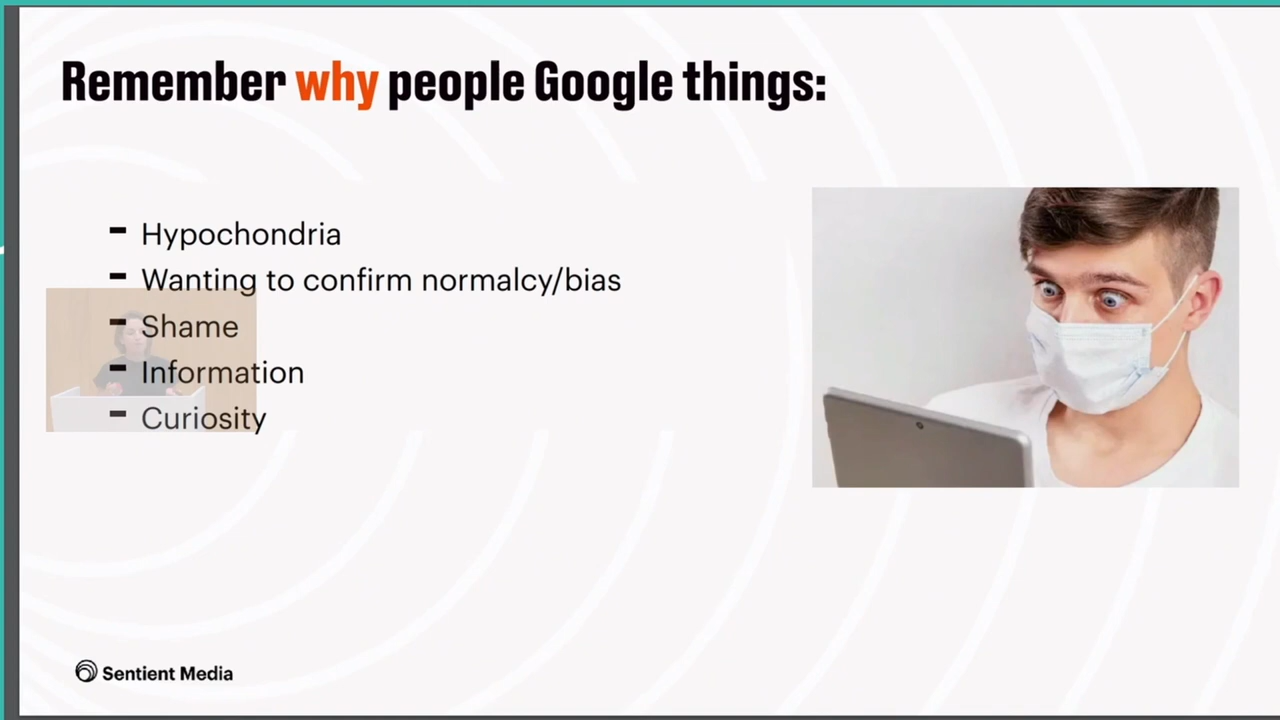 Remember why people Google things:
- Hypochondria
- Wanting to confirm normalcy/bias
- Shame
- Information
- Curiosity
Sentient Media